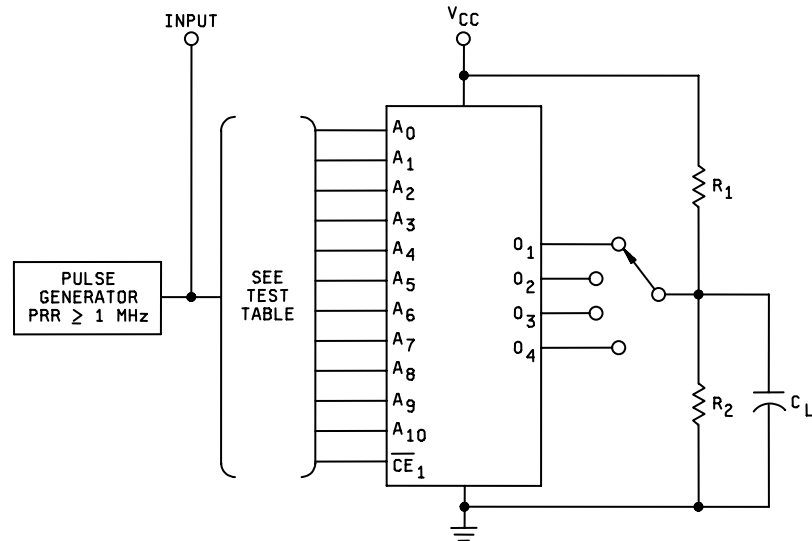 INPUT
VCC
A0
A1
A2
A3
A4
A5
A6
A7
A8
A9
A10
CE1
PULSE
GENERATOR
PRR ≥ 1 MHz
SEE
TEST
TABLE
O1
O2
O3
O4
R1
R2
CL